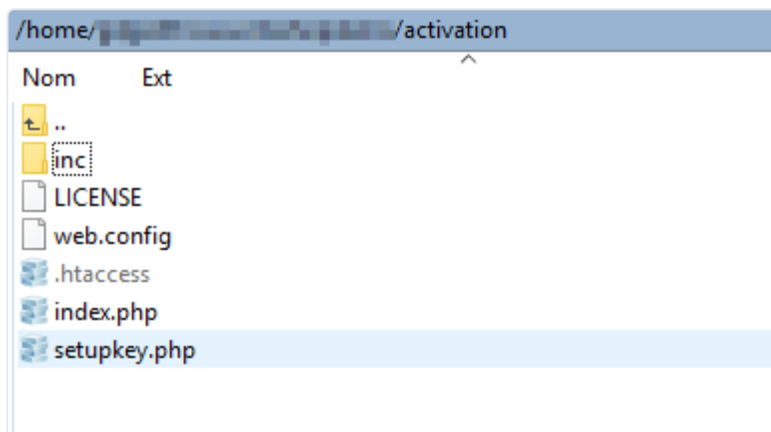 /home/ /activation
Nom Ext
..
inc
LICENSE
web.config
.htaccess
index.php
setupkey.php